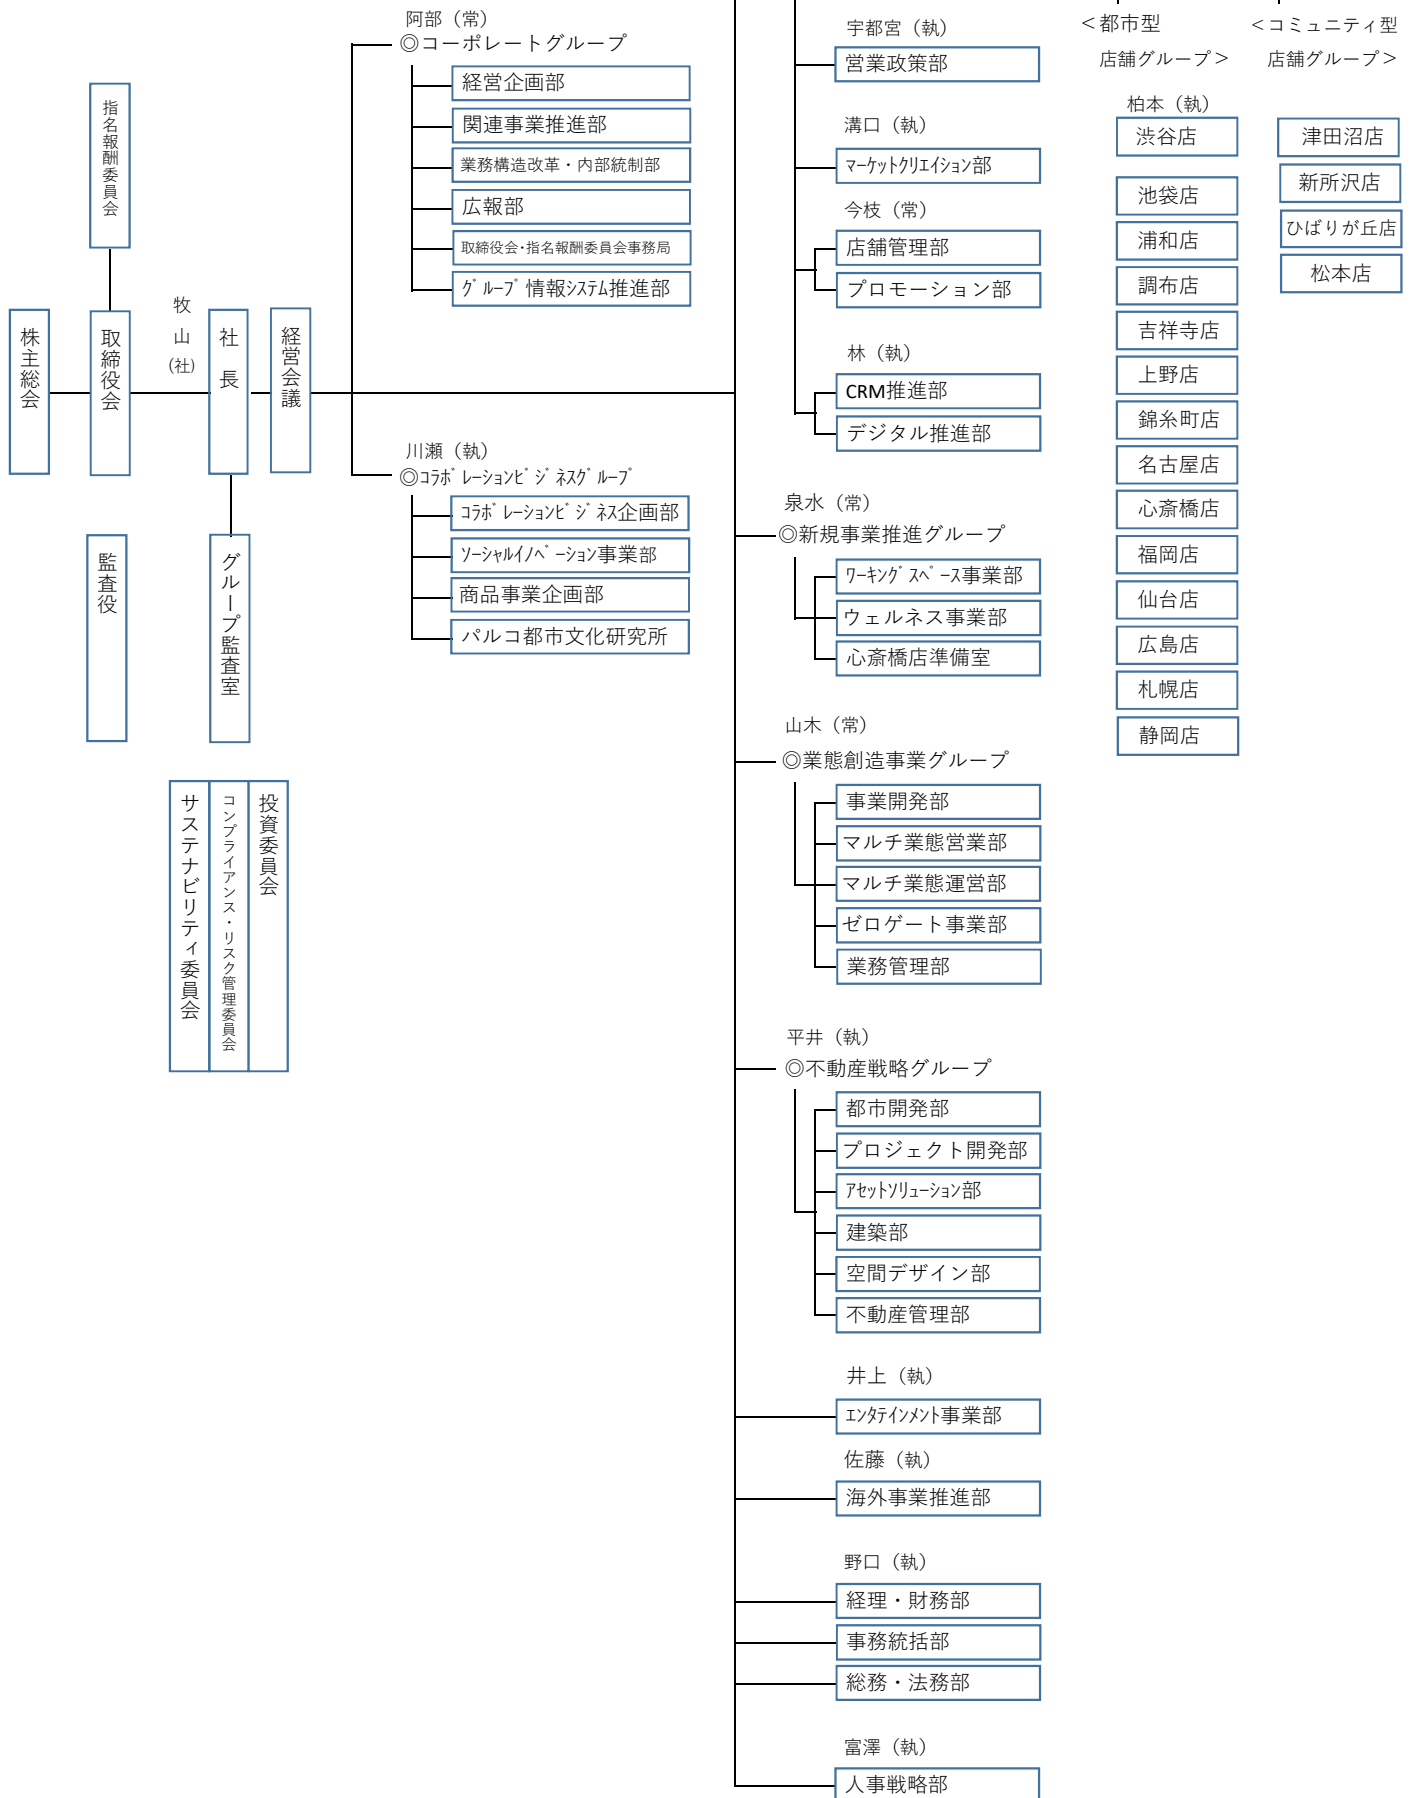 阿部（常）
◎コーポレートグループ
経営企画部
関連事業推進部
業務構造改革・内部統制部
広報部
取締役会・指名報酬委員会事務局
ｸﾞﾙｰﾌﾟ情報ｼｽﾃﾑ推進部
指名報酬委員会
株主総会
取締役会
牧山(社)
社長
経営会議
川瀬（執）
◎ｺﾗﾎﾞﾚｰｼｮﾝﾋﾞｼﾞﾈｽｸﾞﾙｰﾌﾟ
ｺﾗﾎﾞﾚｰｼｮﾝﾋﾞｼﾞﾈｽ企画部
ｿｰｼｬﾙｲﾉﾍﾞｰｼｮﾝ事業部
商品事業企画部
パルコ都市文化研究所
監査役
グループ監査室
サステナビリティ委員会
コンプライアンス・リスク管理委員会
投資委員会
宇都宮（執）
営業政策部
溝口（執）
ﾏｰｹｯﾄｸﾘｴｲｼｮﾝ部
今枝（常）
店舗管理部
プロモーション部
林（執）
CRM推進部
デジタル推進部
泉水（常）
◎新規事業推進グループ
ﾜｰｷﾝｸﾞｽﾍﾟｰｽ事業部
ウェルネス事業部
心斎橋店準備室
山木（常）
◎業態創造事業グループ
事業開発部
マルチ業態営業部
マルチ業態運営部
ゼロゲート事業部
業務管理部
平井（執）
◎不動産戦略グループ
都市開発部
プロジェクト開発部
ｱｾｯﾄｿﾘｭｰｼｮﾝ部
建築部
空間デザイン部
不動産管理部
井上（執）
ｴﾝﾀﾃｲﾝﾒﾝﾄ事業部
佐藤（執）
海外事業推進部
野口（執）
経理・財務部
事務統括部
総務・法務部
富澤（執）
人事戦略部
＜都市型
店舗グループ＞
柏本（執）
渋谷店
池袋店
浦和店
調布店
吉祥寺店
上野店
錦糸町店
名古屋店
心斎橋店
福岡店
仙台店
広島店
札幌店
静岡店
＜コミュニティ型
店舗グループ＞
津田沼店
新所沢店
ひばりが丘店
松本店